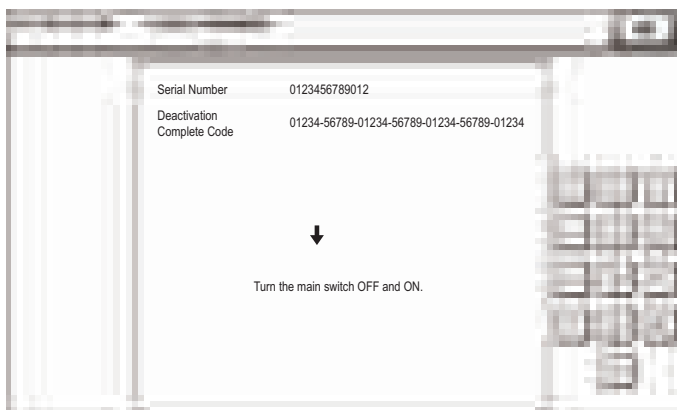 Serial Number 0123456789012
Deactivation
Complete Code 01234-56789-01234-56789-01234-56789-01234
Turn the main switch OFF and ON.